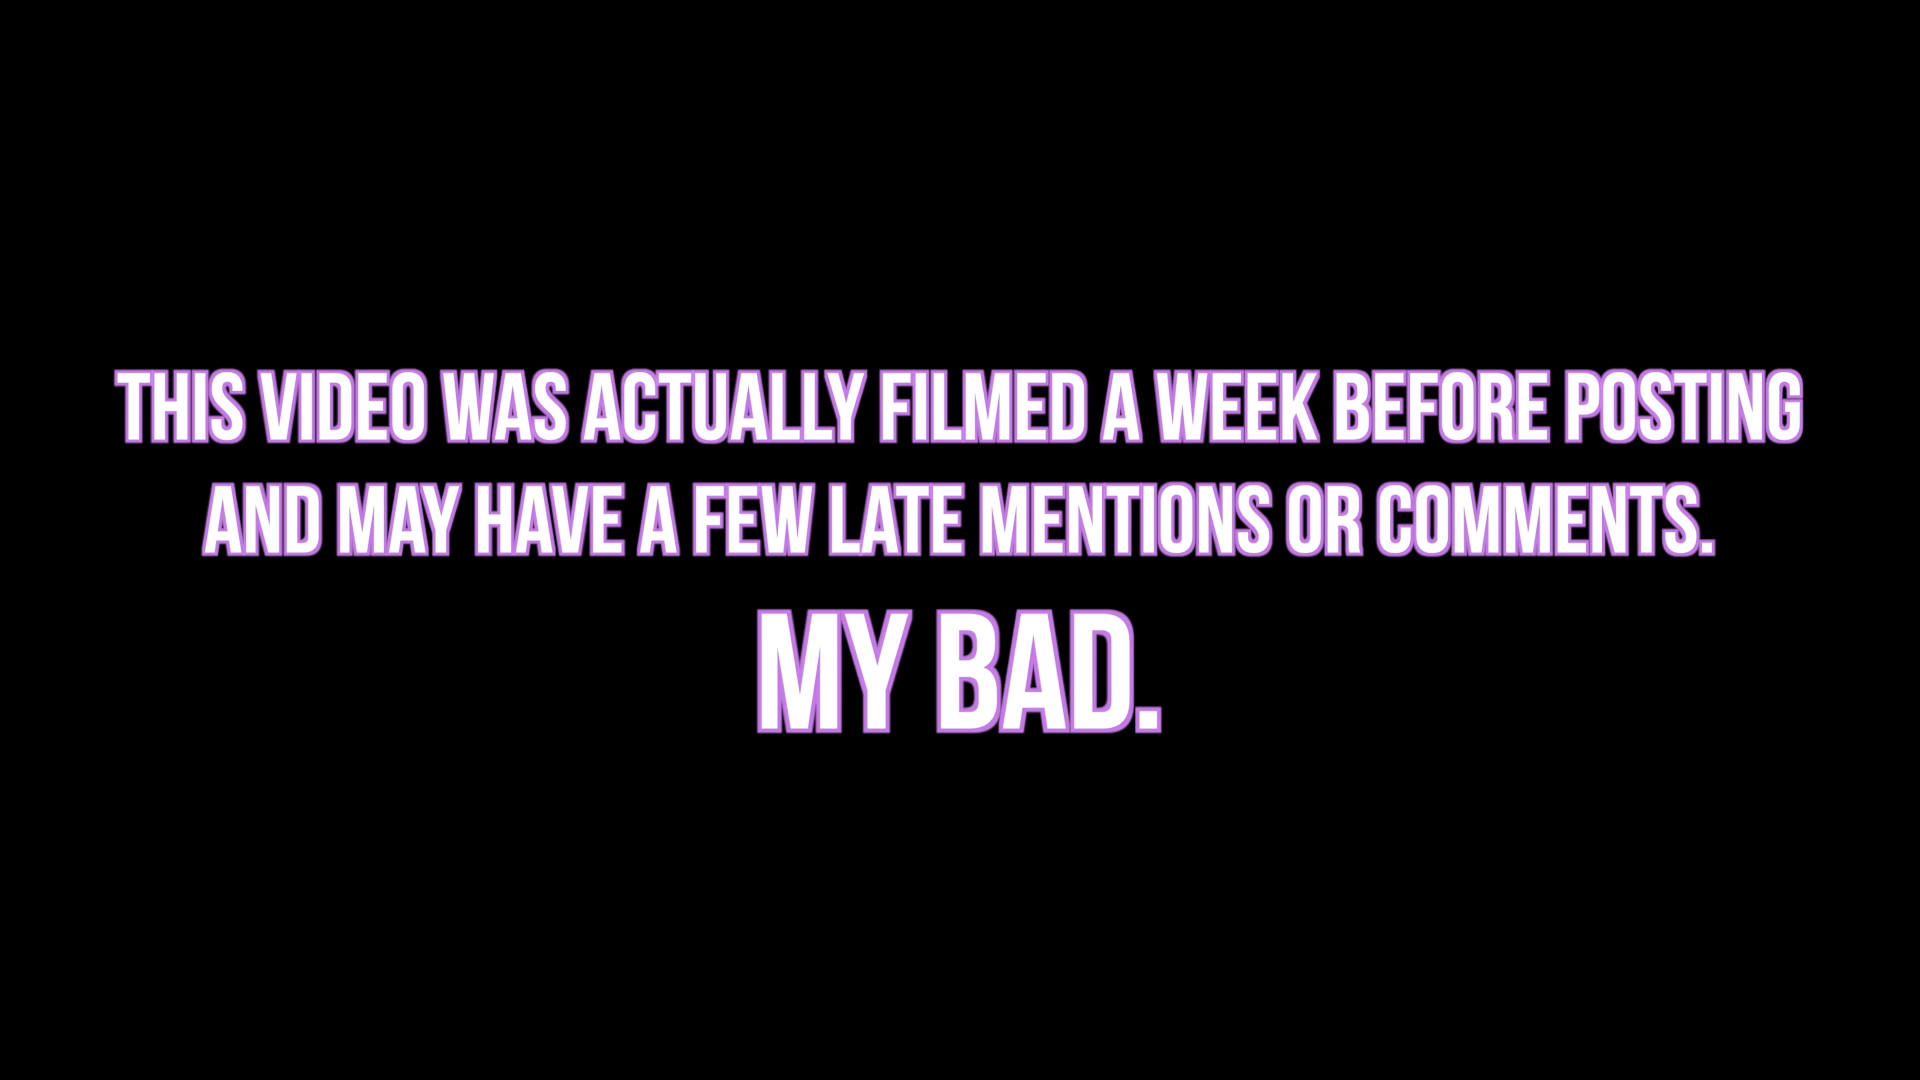 THIS VIDEO WAS ACTUALLY FILMED A WEEK BEFORE POSTING
AND MAY HAVE A FEW LATE MENTIONS OR COMMENTS.
MY BAD.